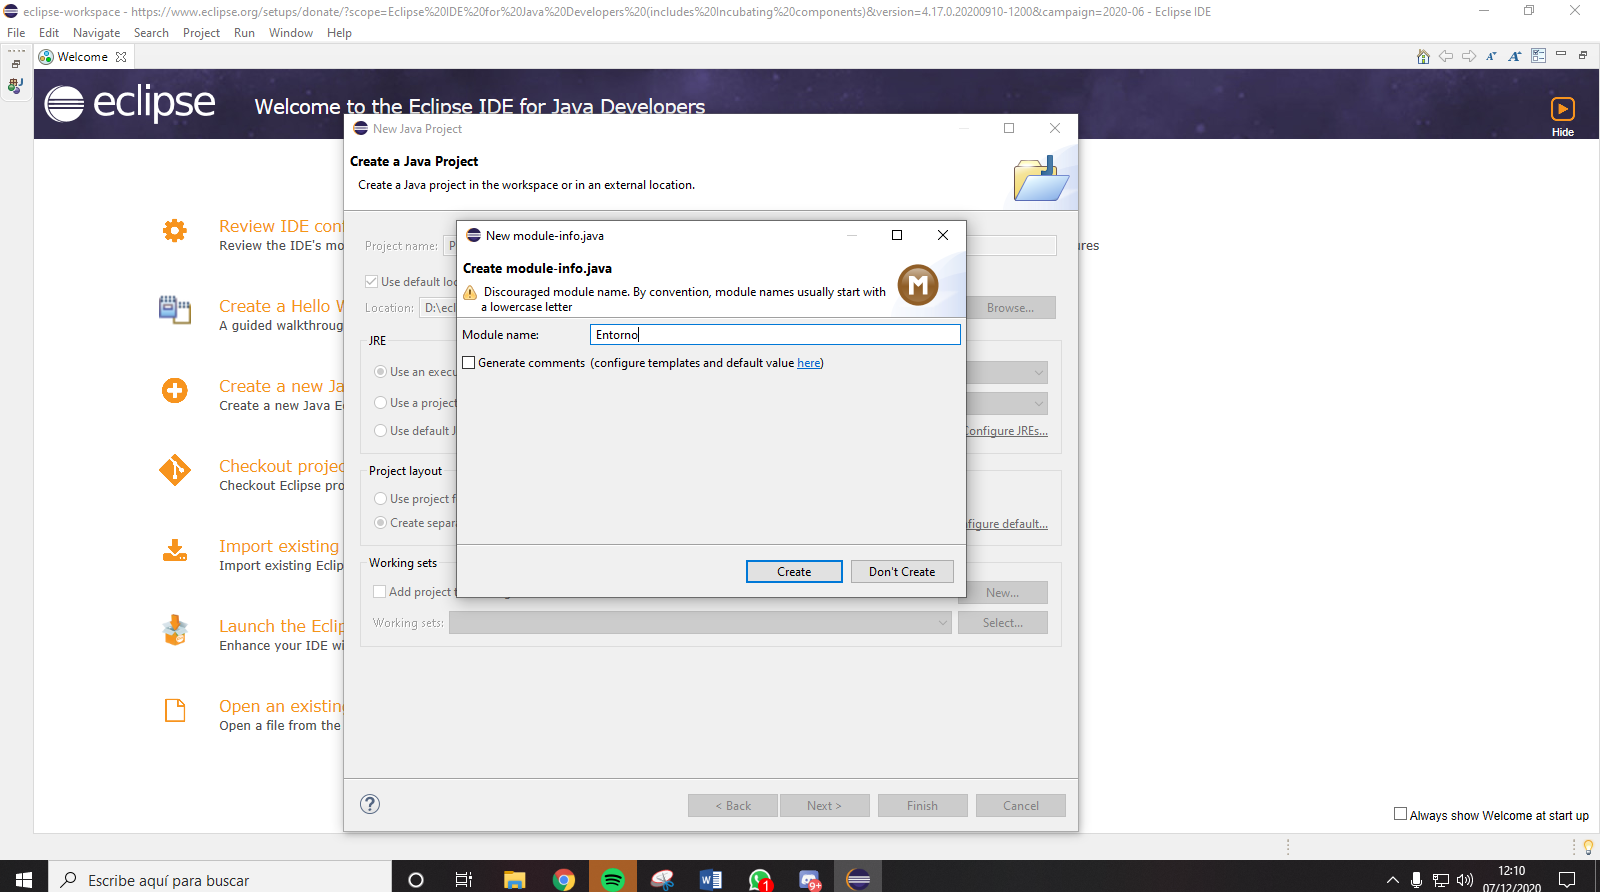 eclipse-workspace - https://www.eclipse.org/setups/donate/?scope=Eclipse%20IDE%20for%20Java%20Developers%20(includes%20Incubating%20components)&version=4.17.0.20200910-1200&campaign=2020-06 - Eclipse IDE
File Edit Navigate Search Project Run Window Help
Welcome
eclipse Welcome to the Eclipse IDE for Java Developers
Hide
New Java Project
Create a Java Project
Create a Java project in the workspace or in an external location.
Review IDE con
Review the IDE's mo
ures
Project name: P
New module-info.java
Create module-info.java
M
Use default loc
Discouraged module name. By convention, module names usually start with
a lowercase letter
Create a Hello W
A guided walkthroug
Location: D:\ecl
Browse...
Module name: Entorno
JRE
Generate comments (configure templates and default value here)
Use an execu
Create a new Ja
Create a new Java E
Use a project
Use default J
Configure JREs...
Checkout projec
Checkout Eclipse pro
Project layout
Use project f
Create separa
figure default...
Import existing
Import existing Eclip
Working sets
Create Don't Create
Add project t
New...
Launch the Eclip
Enhance your IDE wi
Working sets:
Select...
Open an existing
Open a file from the
? < Back Next > Finish Cancel
Always show Welcome at start up
Escribe aquí para buscar
W
1
9+
12:10
07/12/2020